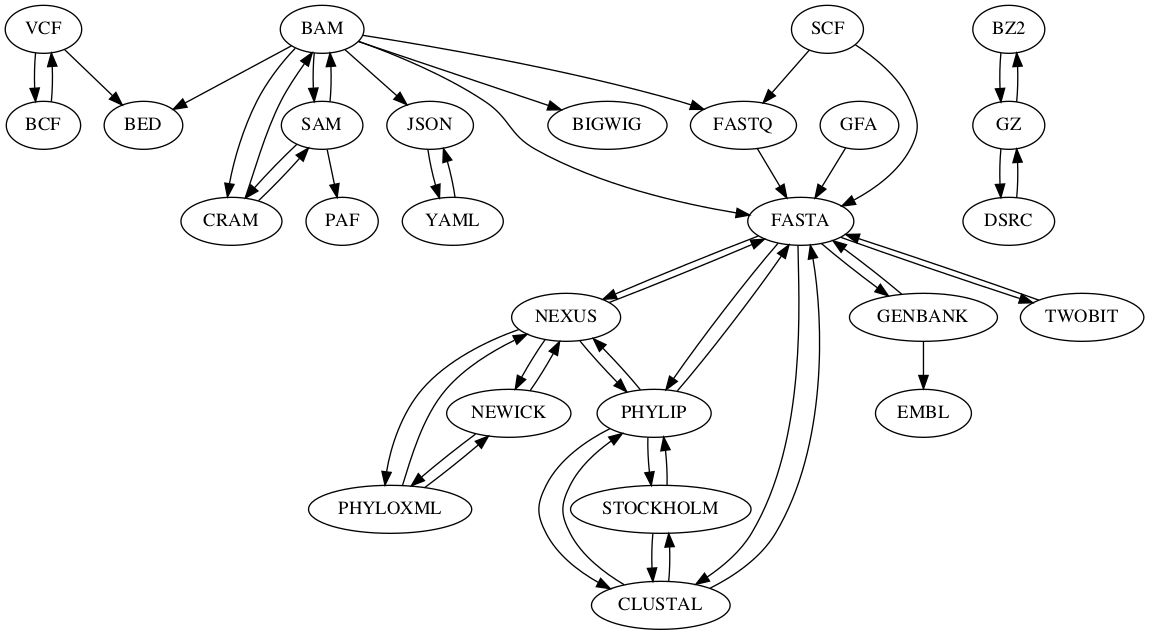 VCF
BAM
SCF
BZ2
BCF
BED
SAM
JSON
BIGWIG
FASTQ
GFA
GZ
CRAM
PAF
YAML
FASTA
DSRC
NEXUS
GENBANK
TWOBIT
NEWICK
PHYLIP
EMBL
PHYLOXML
STOCKHOLM
CLUSTAL